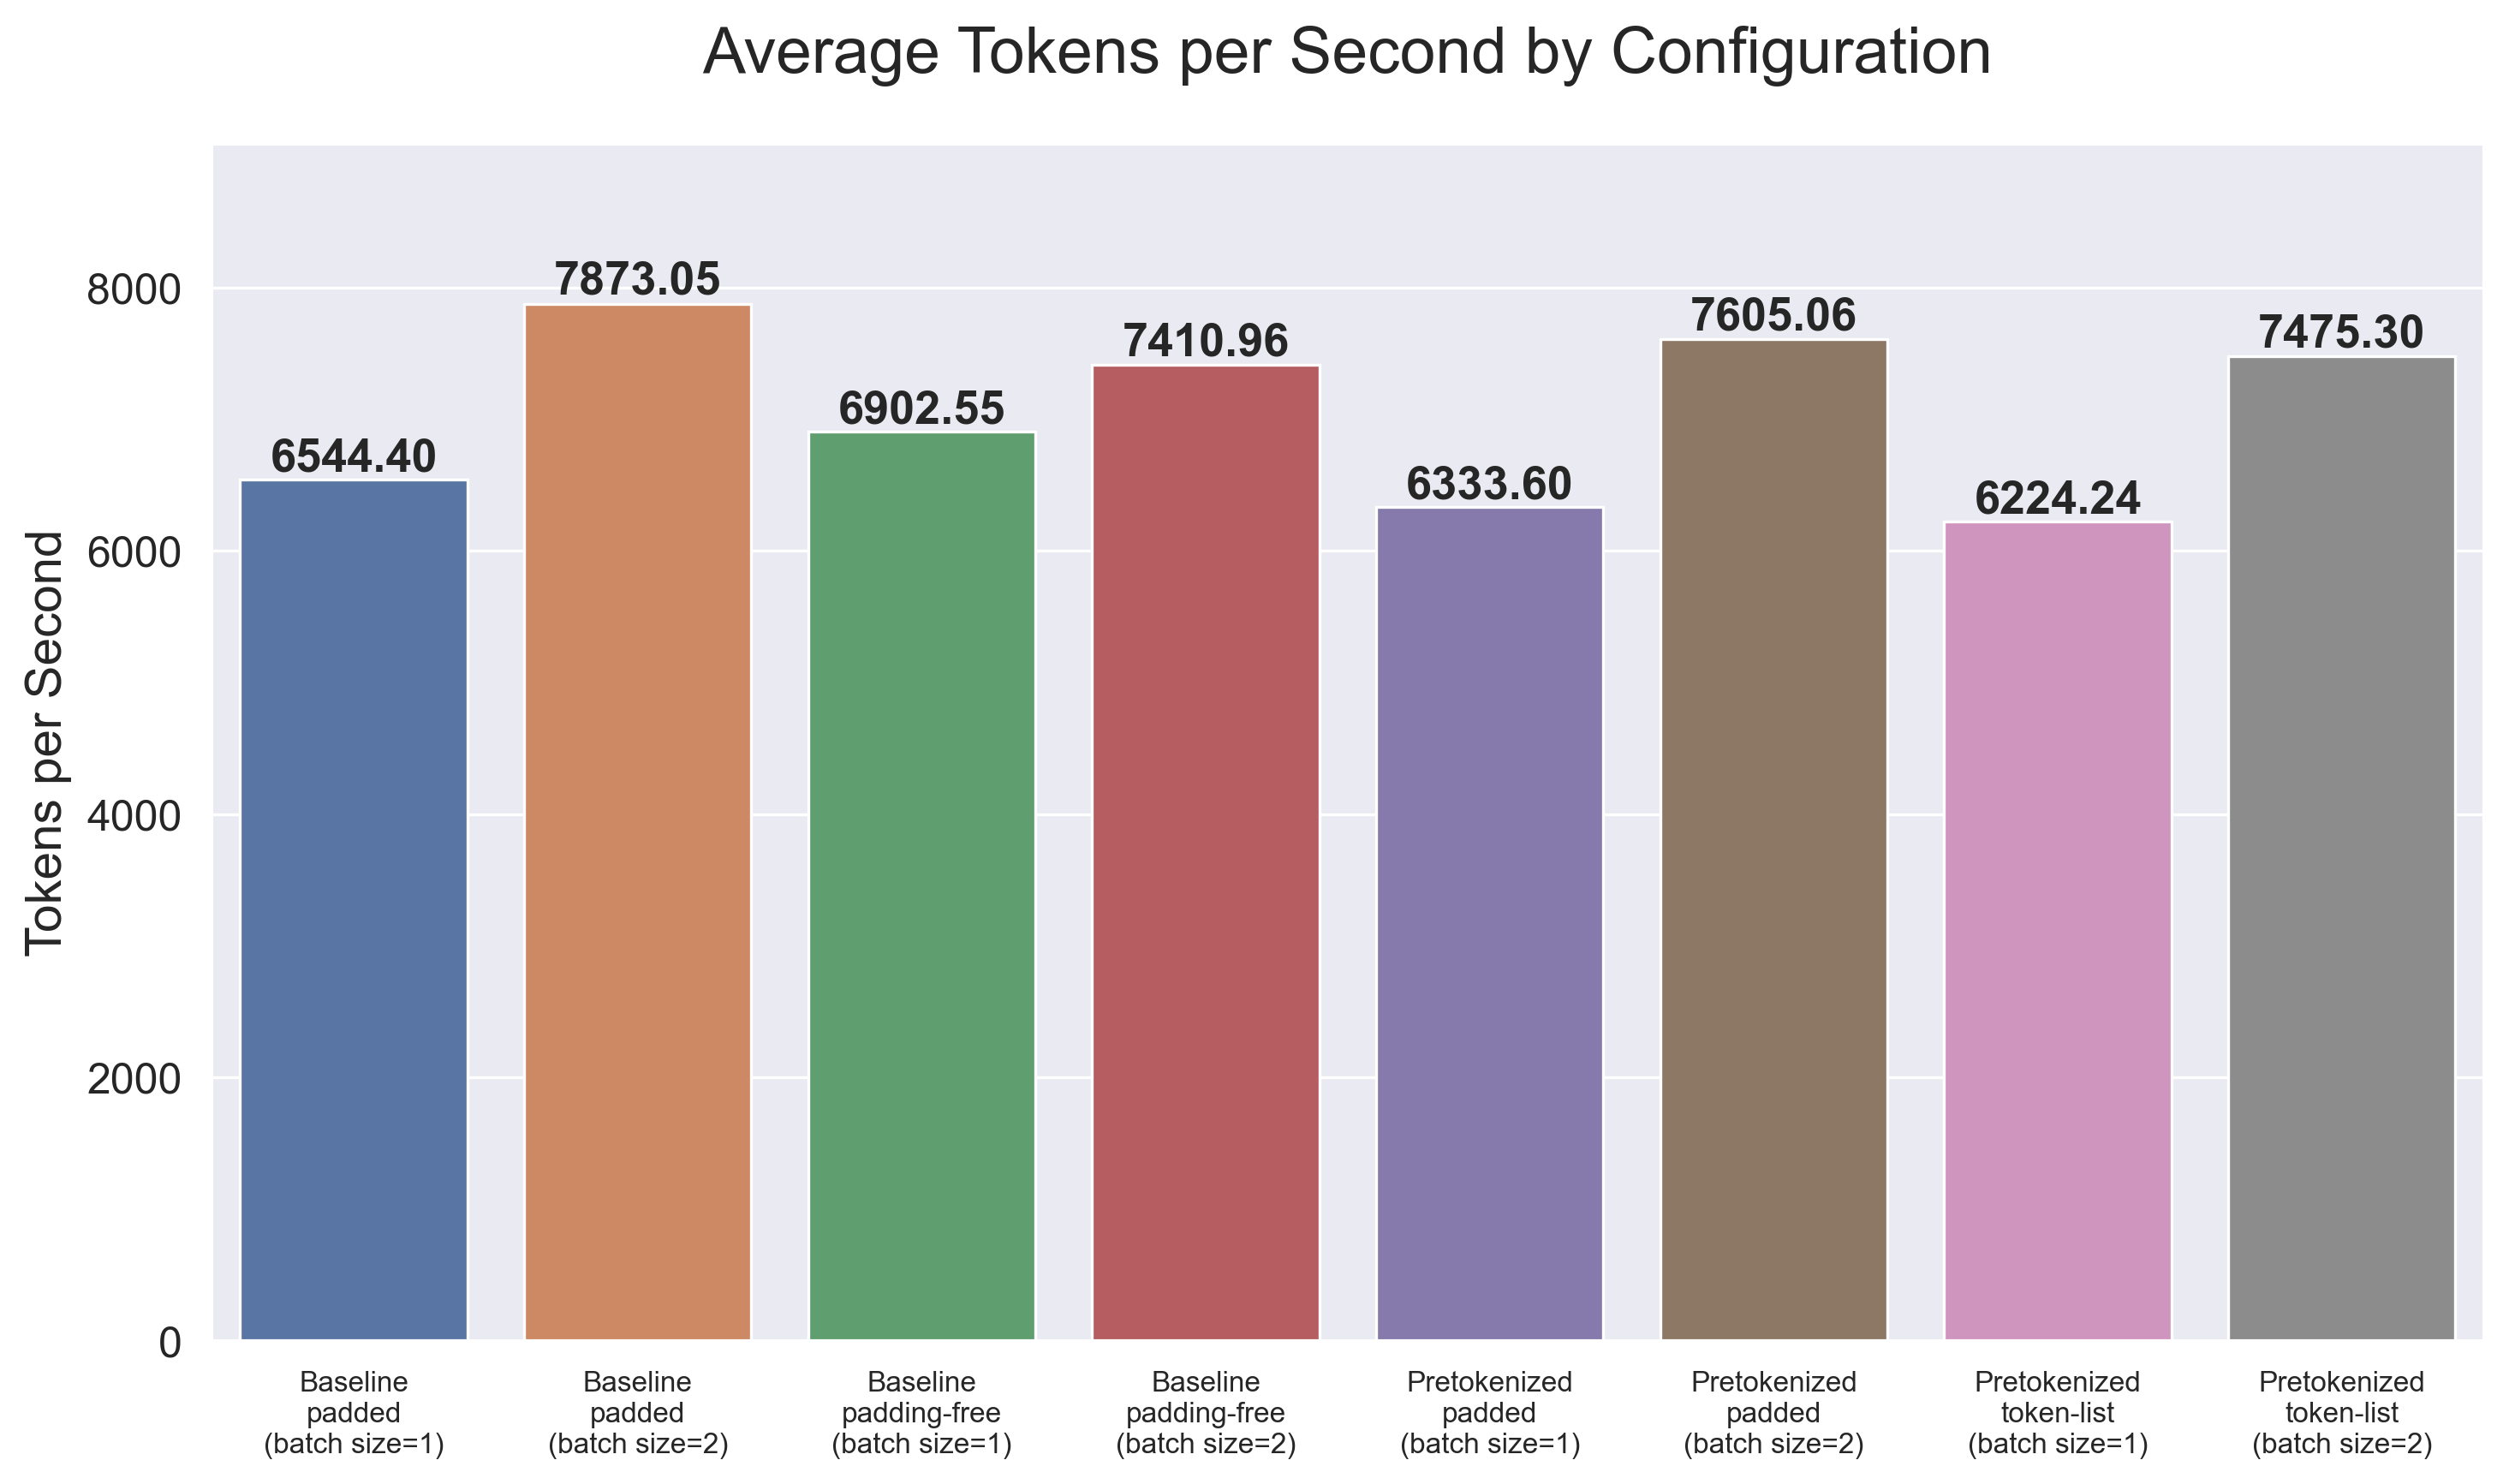 Average Tokens per Second by Configuration
Tokens per Second
8000
6000
4000
2000
0
6544.40
7873.05
6902.55
7410.96
6333.60
7605.06
6224.24
7475.30
Baseline
padded
(batch size=1)
Baseline
padded
(batch size=2)
Baseline
padding-free
(batch size=1)
Baseline
padding-free
(batch size=2)
Pretokenized
padded
(batch size=1)
Pretokenized
padded
(batch size=2)
Pretokenized
token-list
(batch size=1)
Pretokenized
token-list
(batch size=2)